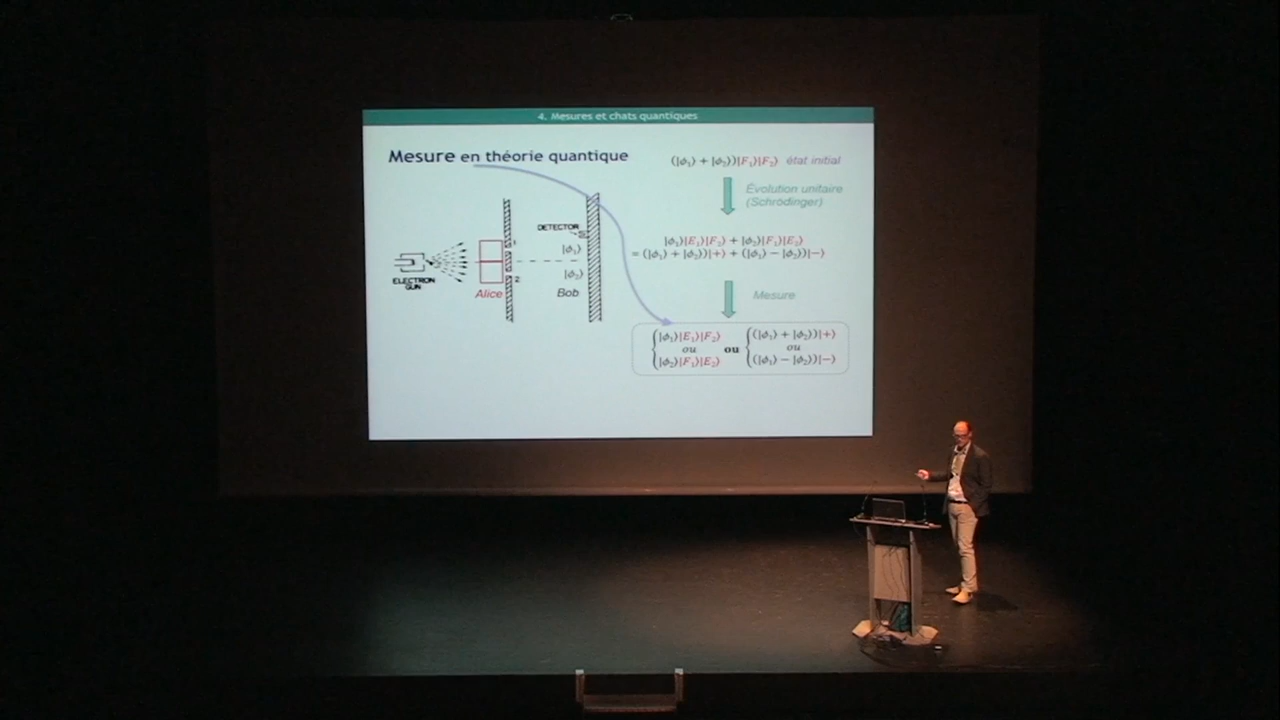 4. Mesures et chats quantiques
Mesure en théorie quantique
(|ϕ₁⟩ + |ϕ₂⟩)|F₁⟩|F₂⟩ état initial
Évolution unitaire
(Schrödinger)
DETECTOR
1
|ϕ₁⟩
|ϕ₂⟩
2
ELECTRON
GUN
Alice
Bob
|ϕ₁⟩|E₁⟩|F₂⟩ + |ϕ₂⟩|F₁⟩|E₂⟩
= (|ϕ₁⟩ + |ϕ₂⟩)|+⟩ + (|ϕ₁⟩ − |ϕ₂⟩)|−⟩
Mesure
|ϕ₁⟩|E₁⟩|F₂⟩
ou
|ϕ₂⟩|F₁⟩|E₂⟩
ou
(|ϕ₁⟩ + |ϕ₂⟩)|+⟩
ou
(|ϕ₁⟩ − |ϕ₂⟩)|−⟩